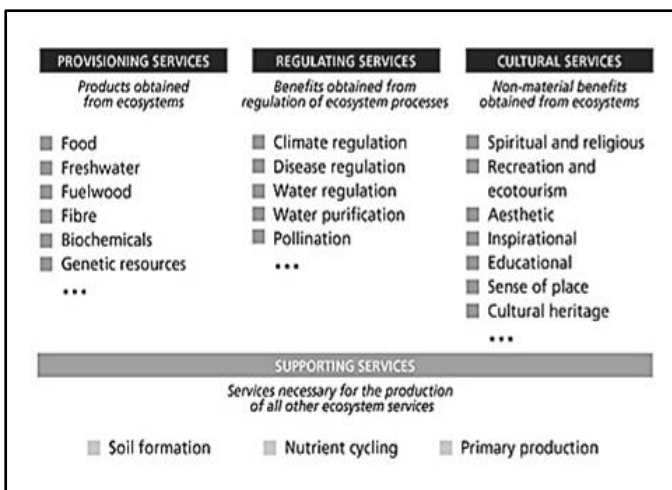 PROVISIONING SERVICES
Products obtained
from ecosystems
Food
Freshwater
Fuelwood
Fibre
Biochemicals
Genetic resources
...
REGULATING SERVICES
Benefits obtained from
regulation of ecosystem processes
Climate regulation
Disease regulation
Water regulation
Water purification
Pollination
...
CULTURAL SERVICES
Non-material benefits
obtained from ecosystems
Spiritual and religious
Recreation and
ecotourism
Aesthetic
Inspirational
Educational
Sense of place
Cultural heritage
...
SUPPORTING SERVICES
Services necessary for the production
of all other ecosystem services
Soil formation
Nutrient cycling
Primary production